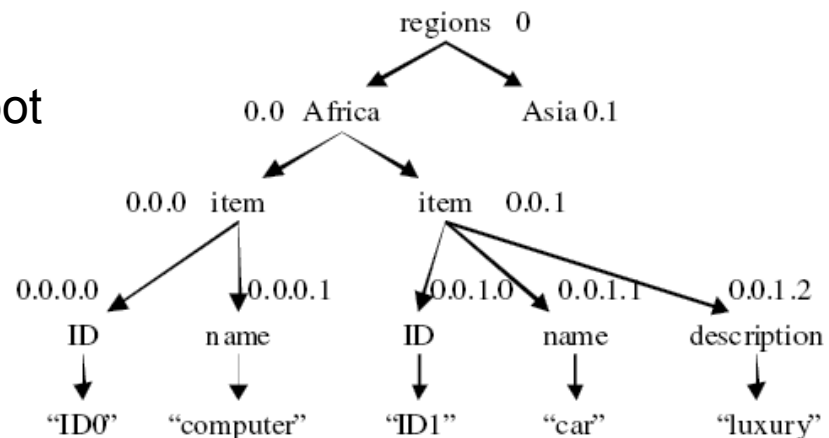 regions 0
oot
0.0 Africa Asia 0.1
0.0.0 item item 0.0.1
0.0.0.0 0.0.0.1 0.0.1.0 0.0.1.1 0.0.1.2
ID name ID name description
“ID0” “computer” “ID1” “car” “luxury”